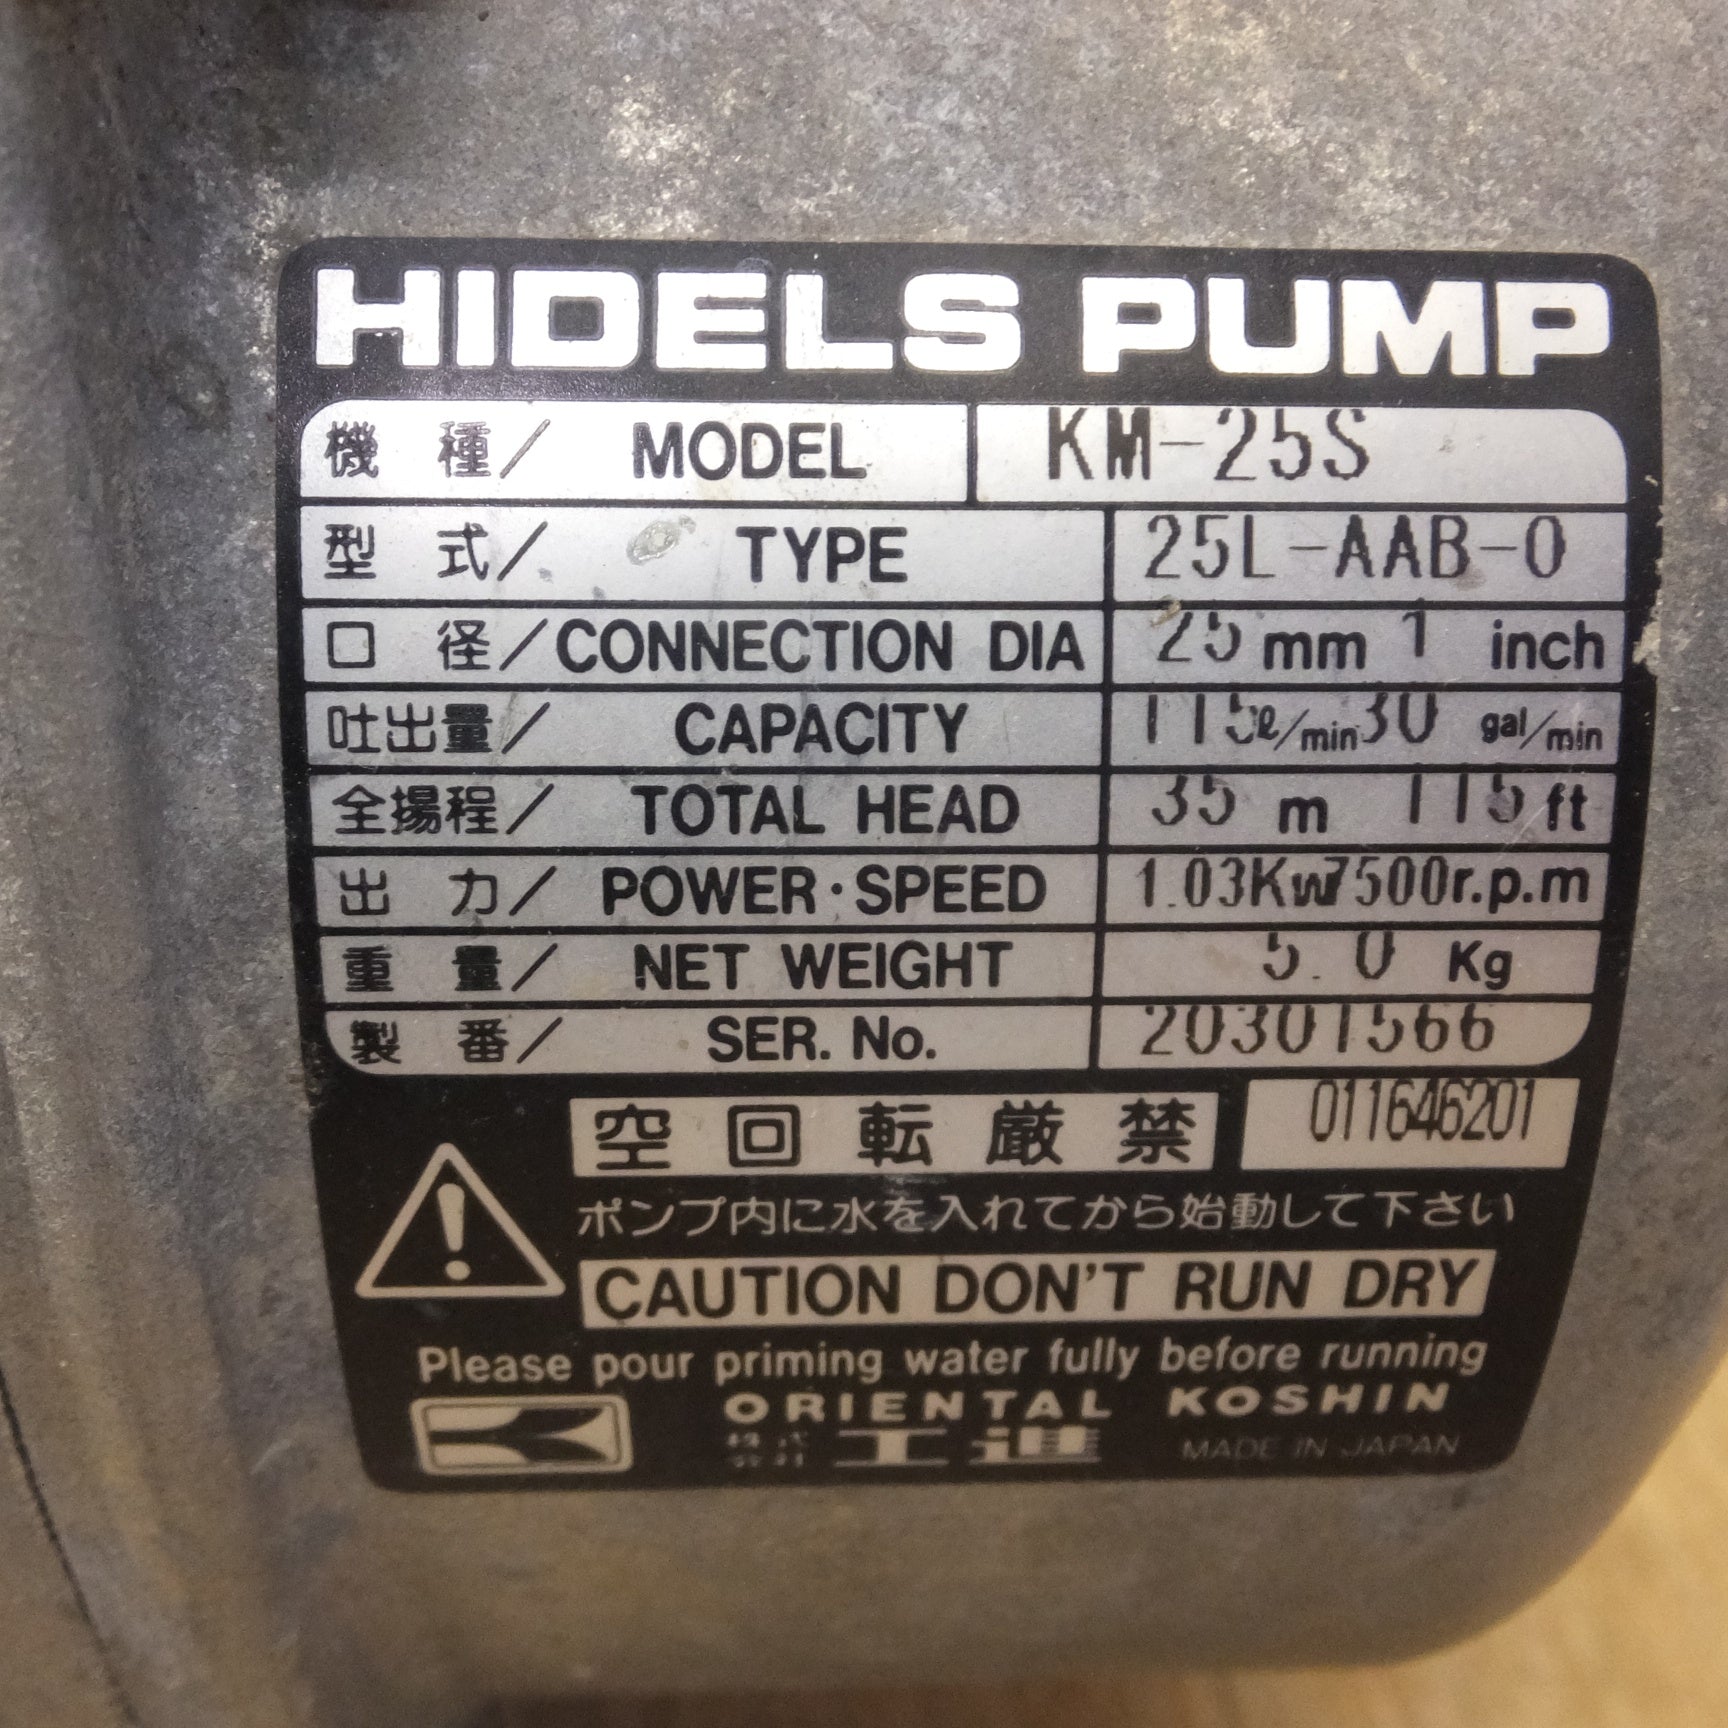 HIDELS PUMP
機種/ MODEL KM-25S
型式/ TYPE 25L-AAB-0
口径/CONNECTION DIA 25 mm 1 inch
吐出量/ CAPACITY 115ℓ/min 30 gal/min
全揚程/ TOTAL HEAD 35 m 115 ft
出力/ POWER・SPEED 1.03Kw7500r.p.m
重量/ NET WEIGHT 5.0 Kg
製番/ SER. No. 20301566
空回転厳禁 011646201
ポンプ内に水を入れてから始動して下さい
CAUTION DON'T RUN DRY
Please pour priming water fully before running
ORIENTAL KOSHIN
株式会社 工進 MADE IN JAPAN